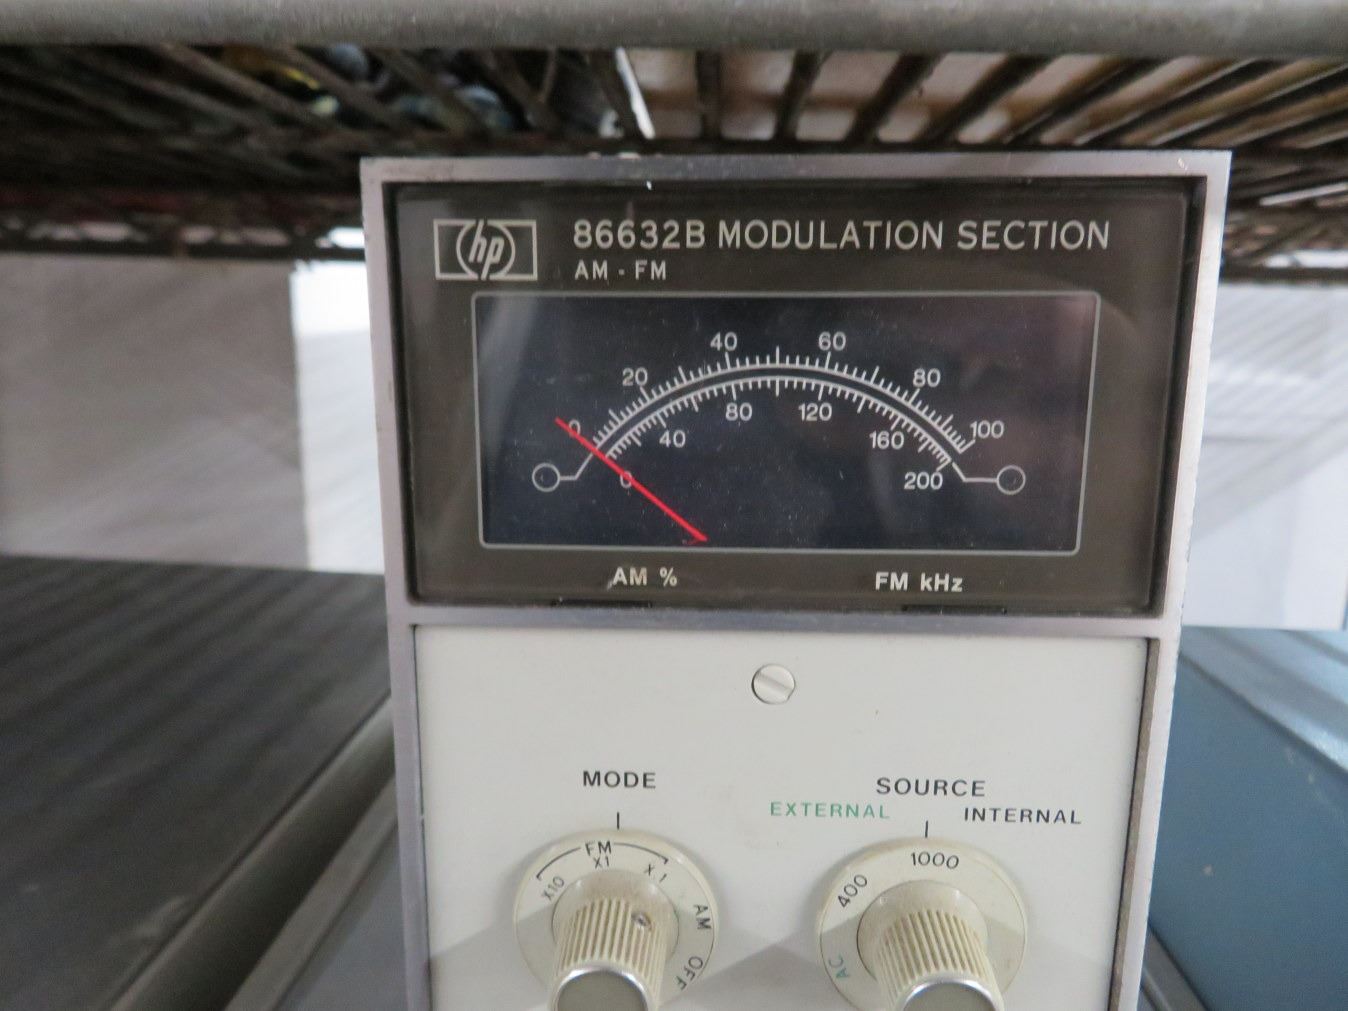 hp 86632B MODULATION SECTION
AM - FM
0 20 40 60 80 100
0 40 80 120 160 200
AM % FM kHz
MODE
SOURCE
EXTERNAL INTERNAL
FM
X10 X1 X.1 AM OFF
AC 400 1000